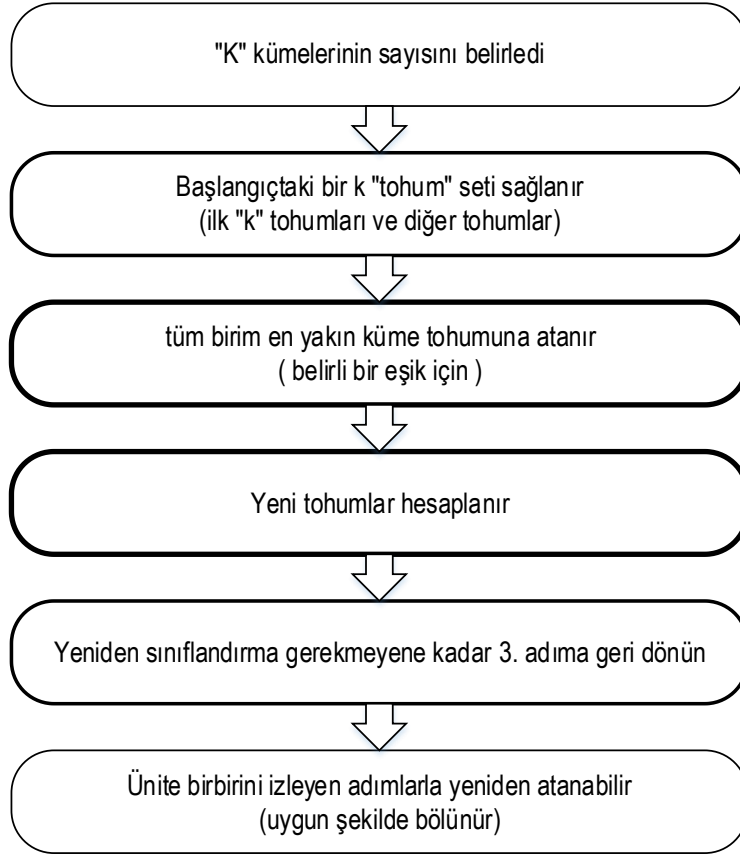 "K" kümelerinin sayısını belirledi
Başlangıçtaki bir k "tohum" seti sağlanır
(ilk "k" tohumları ve diğer tohumlar)
tüm birim en yakın küme tohumuna atanır
( belirli bir eşik için )
Yeni tohumlar hesaplanır
Yeniden sınıflandırma gerekmeyene kadar 3. adıma geri dönün
Ünite birbirini izleyen adımlarla yeniden atanabilir
(uygun şekilde bölünür)